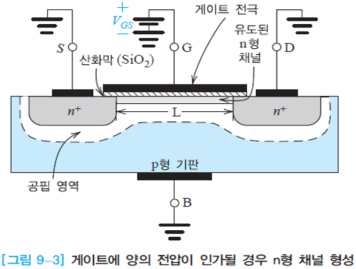 게이트 전극
+
V_GS
유도된
n형
채널
S
G
D
산화막 (SiO₂)
n⁺
L
n⁺
p형 기판
공핍 영역
B
[그림 9-3] 게이트에 양의 전압이 인가될 경우 n형 채널 형성